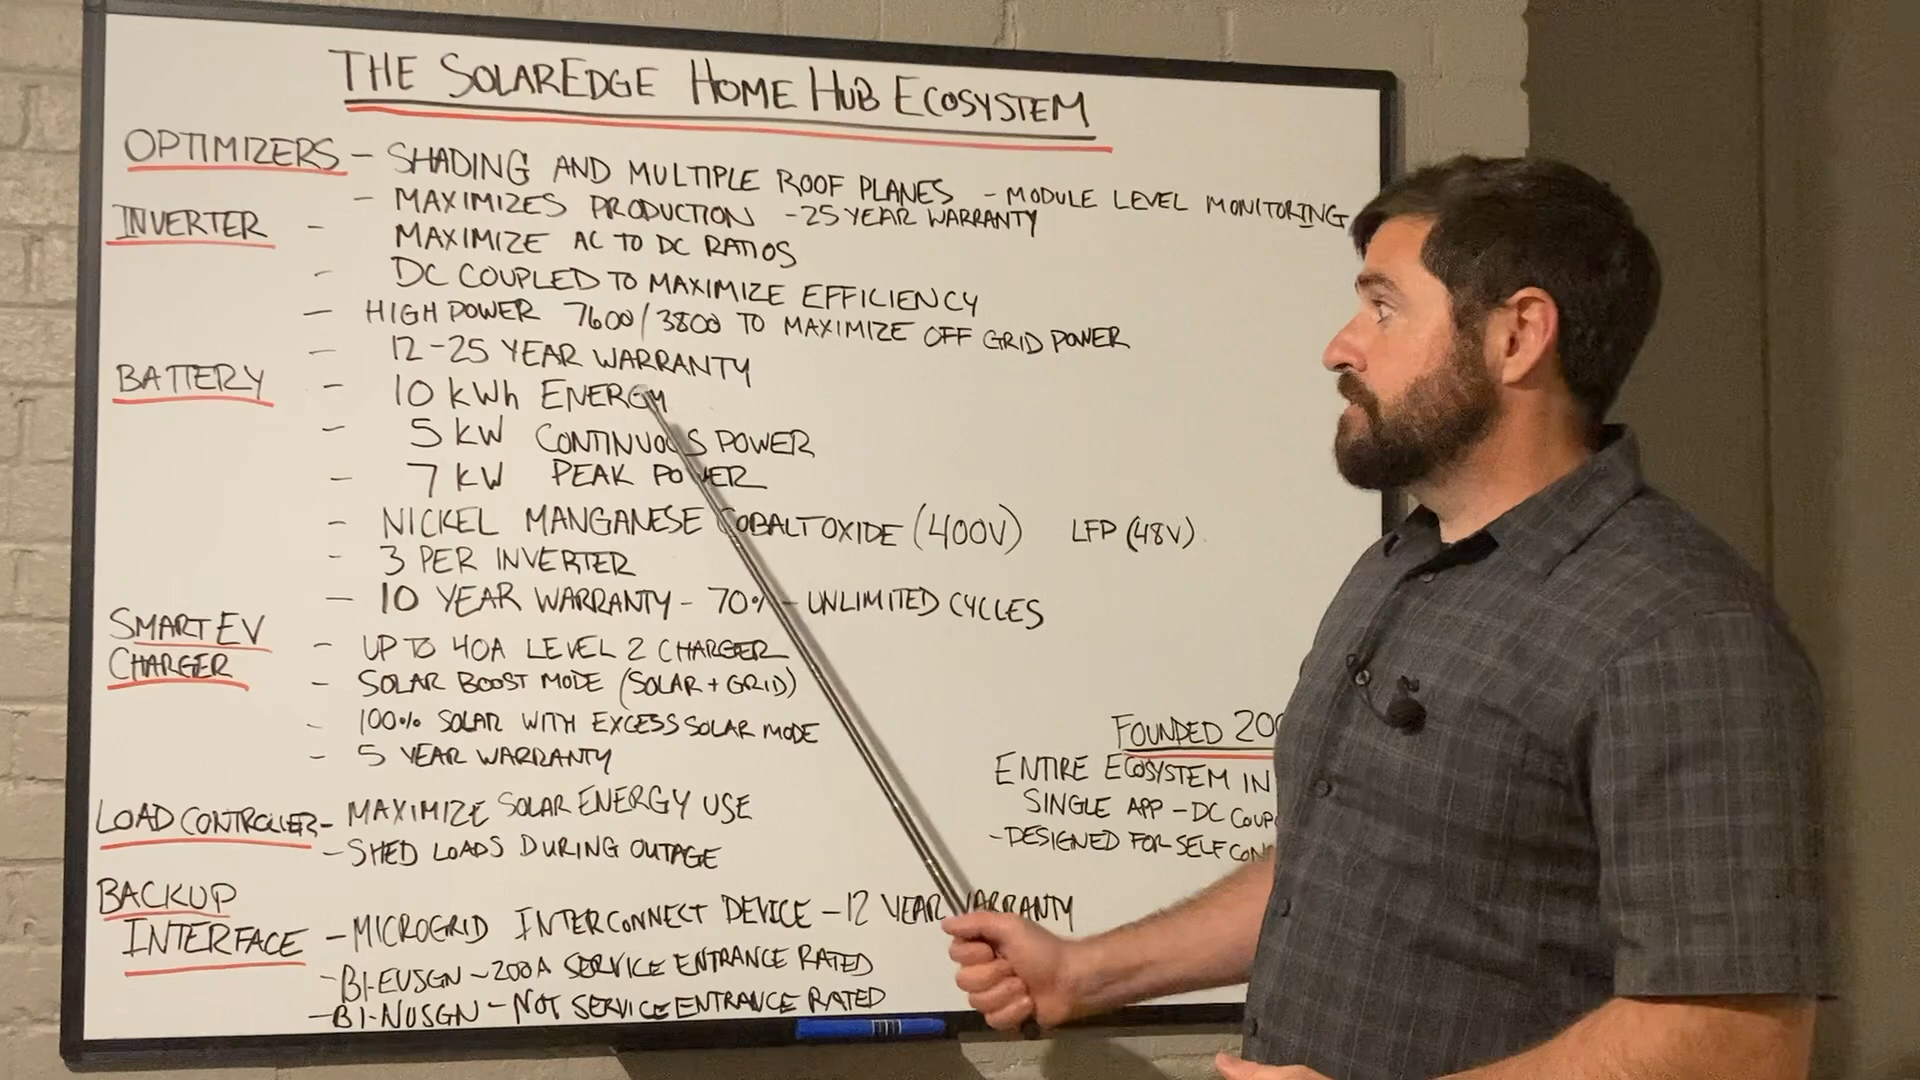 THE SOLAREDGE HOME HUB ECOSYSTEM
OPTIMIZERS - SHADING AND MULTIPLE ROOF PLANES - MODULE LEVEL MONITORING
- MAXIMIZES PRODUCTION - 25 YEAR WARRANTY
INVERTER - MAXIMIZE AC TO DC RATIOS
- DC COUPLED TO MAXIMIZE EFFICIENCY
- HIGH POWER 7600/3800 TO MAXIMIZE OFF GRID POWER
- 12-25 YEAR WARRANTY
BATTERY - 10 kWh ENERGY
- 5 KW CONTINUOUS POWER
- 7 KW PEAK POWER
- NICKEL MANGANESE COBALT OXIDE (400V) LFP (48V)
- 3 PER INVERTER
- 10 YEAR WARRANTY - 70% - UNLIMITED CYCLES
SMART EV
CHARGER
- UP TO 40A LEVEL 2 CHARGER
- SOLAR BOOST MODE (SOLAR + GRID)
- 100% SOLAR WITH EXCESS SOLAR MODE
- 5 YEAR WARRANTY
LOAD CONTROLLER - MAXIMIZE SOLAR ENERGY USE
- SHED LOADS DURING OUTAGE
BACKUP
INTERFACE - MICROGRID INTERCONNECT DEVICE - 12 YEAR WARRANTY
- BI-EUSGN - 200A SERVICE ENTRANCE RATED
- BI-NUSGN - NOT SERVICE ENTRANCE RATED
FOUNDED 200
ENTIRE ECOSYSTEM IN
SINGLE APP - DC COUP
- DESIGNED FOR SELF CON